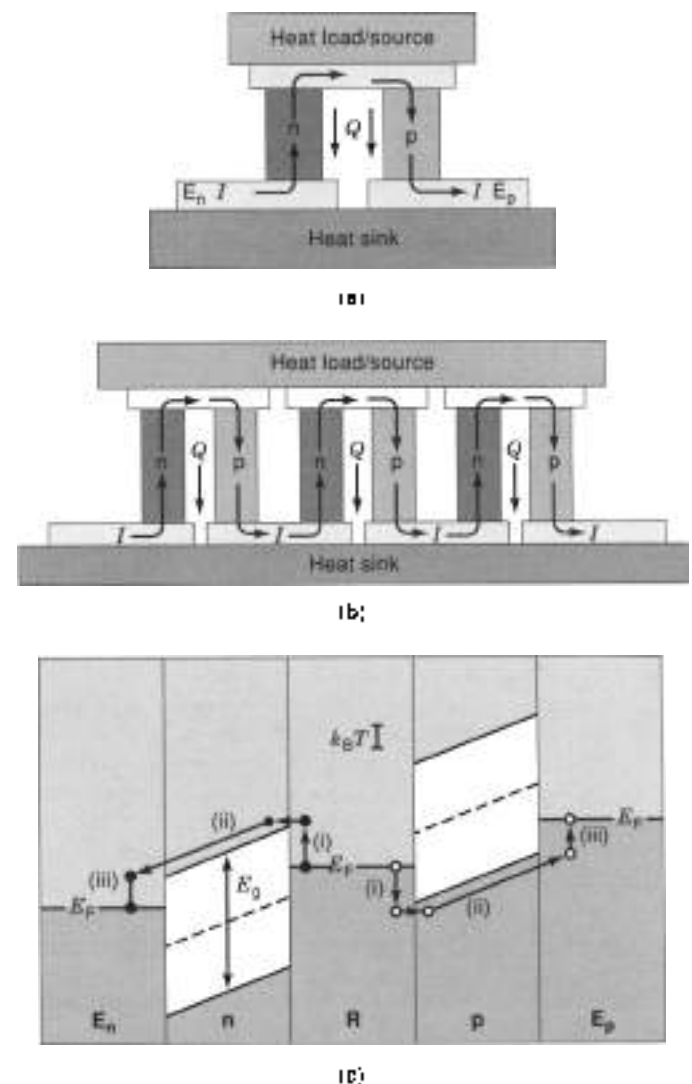 Heat load/source
n Q p
E_n I I E_p
Heat sink
(a)
Heat load/source
n Q p n Q p n Q p
I I I I
Heat sink
(b)
k_BT
(ii) (i) (iii) E_F
(iii) E_g E_F (i) (ii)
E_F
E_n n R p E_p
(c)